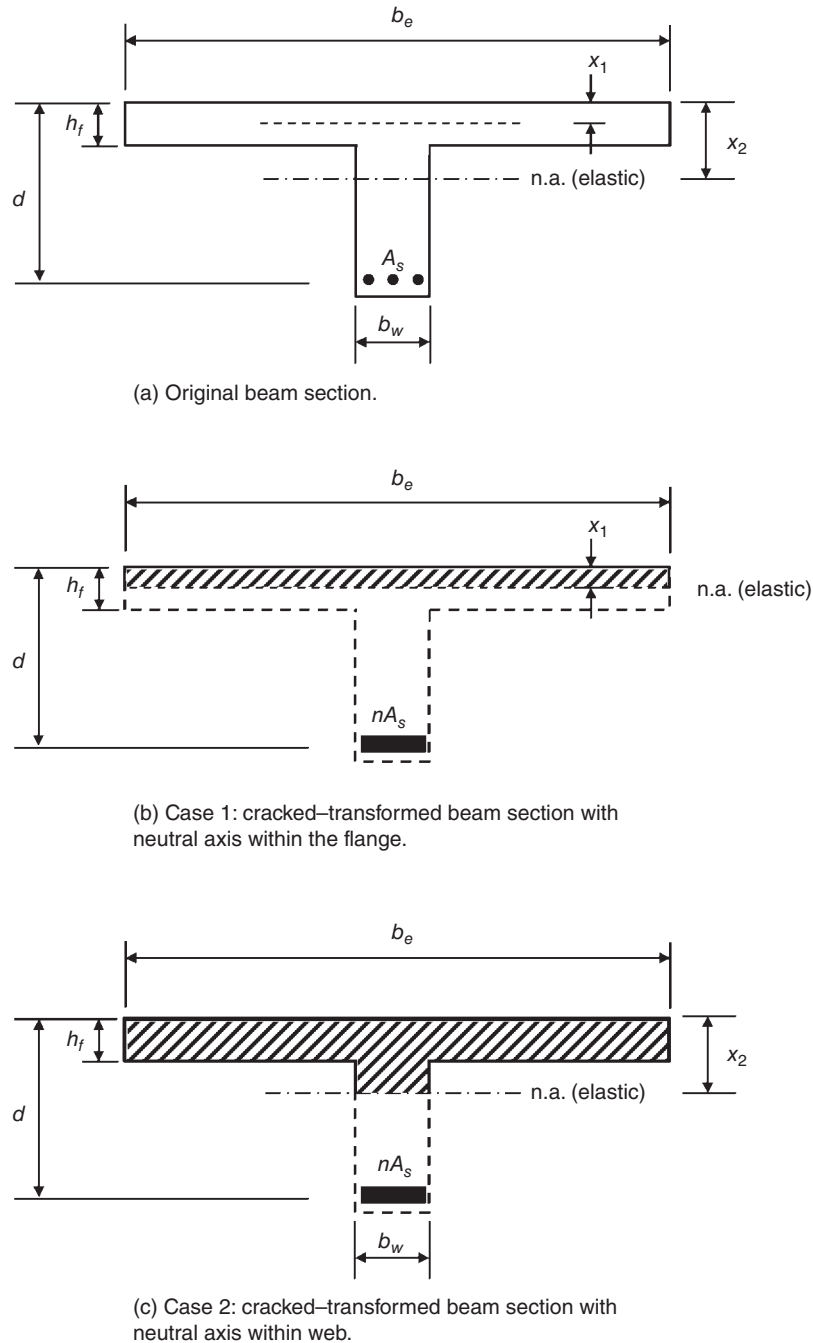 b_e
x_1
h_f
x_2
n.a. (elastic)
d
A_s
b_w
(a) Original beam section.
b_e
x_1
h_f
n.a. (elastic)
d
nA_s
(b) Case 1: cracked–transformed beam section with
neutral axis within the flange.
b_e
h_f
x_2
n.a. (elastic)
d
nA_s
b_w
(c) Case 2: cracked–transformed beam section with
neutral axis within web.